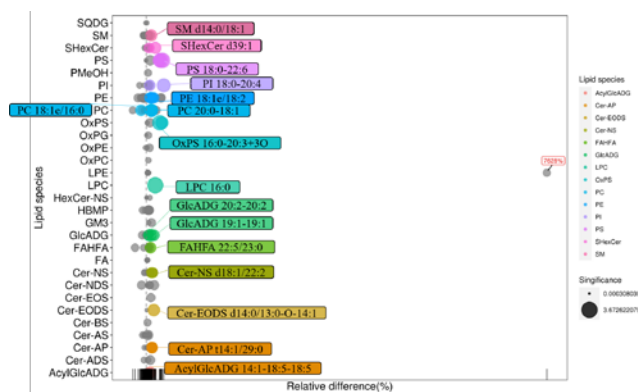 SQDG
SM
SHexCer
PS
PMeOH
PI
PE
PC
OxPS
OxPG
OxPE
OxPC
LPE
LPC
HexCer-NS
HBMP
GM3
GlcADG
FAHFA
FA
Cer-NS
Cer-NDS
Cer-EOS
Cer-EODS
Cer-BS
Cer-AS
Cer-AP
Cer-ADS
AcylGlcADG
Lipid species
SM d14:0/18:1
SHexCer d39:1
PS 18:0-22:6
PI 18:0-20:4
PE 18:1e/18:2
PC 18:1e/16:0
PC 20:0-18:1
OxPS 16:0-20:3+3O
LPC 16:0
GlcADG 20:2-20:2
GlcADG 19:1-19:1
FAHFA 22:5/23:0
Cer-NS d18:1/22:2
Cer-EODS d14:0/13:0-O-14:1
Cer-AP t14:1/29:0
AcylGlcADG 14:1-18:5-18:5
Relative difference(%)
Lipid species
AcylGlcADG
Cer-AP
Cer-EODS
Cer-NS
FAHFA
GlcADG
LPC
OxPS
PC
PE
PI
PS
SHexCer
SM
Singificance